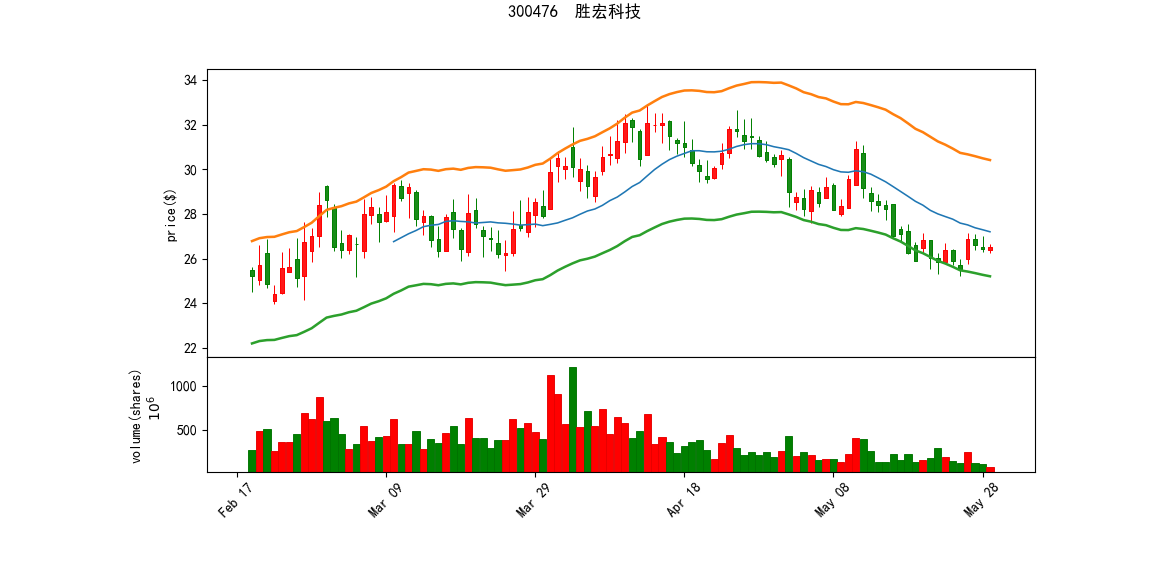 300476 胜宏科技
price($)
34
32
30
28
26
24
22
volume(shares)
10^6
1000
500
Feb 17
Mar 09
Mar 29
Apr 18
May 08
May 28